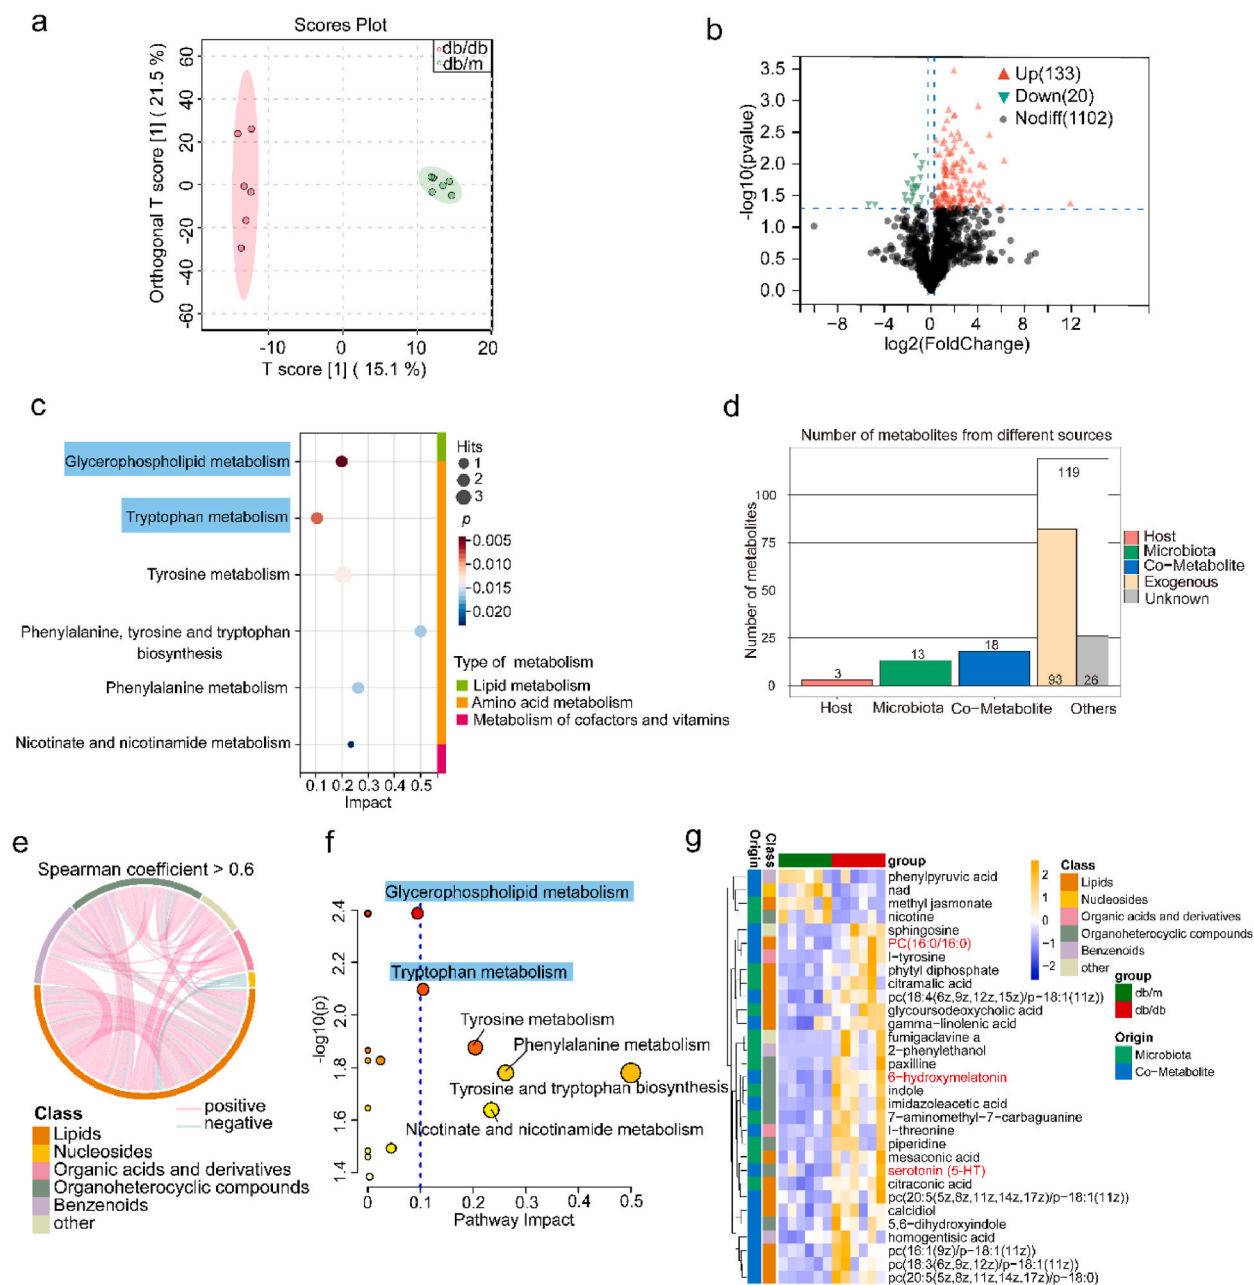 a
Scores Plot
db/db
db/m
Orthogonal T score [1] ( 21.5 %)
60
40
20
0
-20
-40
-60
-10
0
10
20
T score [1] ( 15.1 %)
b
Up(133)
Down(20)
Nodiff(1102)
-log10(pvalue)
3.5
3.0
2.5
2.0
1.5
1.0
0.5
0.0
−8
−4
0
2
4
8
12
log2(FoldChange)
c
Glycerophospholipid metabolism
Tryptophan metabolism
Tyrosine metabolism
Phenylalanine, tyrosine and tryptophan
biosynthesis
Phenylalanine metabolism
Nicotinate and nicotinamide metabolism
0.1 0.2 0.3 0.4 0.5
Impact
Hits
1
2
3
p
0.005
0.010
0.015
0.020
Type of metabolism
Lipid metabolism
Amino acid metabolism
Metabolism of cofactors and vitamins
d
Number of metabolites from different sources
Number of metabolites
100
75
50
25
0
3
13
18
119
93
26
Host
Microbiota
Co−Metabolite
Others
Host
Microbiota
Co−Metabolite
Exogenous
Unknown
e
Spearman coefficient > 0.6
positive
negative
Class
Lipids
Nucleosides
Organic acids and derivatives
Organoheterocyclic compounds
Benzenoids
other
f
Glycerophospholipid metabolism
Tryptophan metabolism
Tyrosine metabolism
Phenylalanine metabolism
Tyrosine and tryptophan biosynthesis
Nicotinate and nicotinamide metabolism
-log10(p)
2.4
2.2
2.0
1.8
1.6
1.4
0.0
0.1
0.2
0.3
0.4
0.5
Pathway Impact
g
Origin
Class
group
phenylpyruvic acid
nad
methyl jasmonate
nicotine
sphingosine
PC(16:0/16:0)
l−tyrosine
phytyl diphosphate
citramalic acid
pc(18:4(6z,9z,12z,15z)/p−18:1(11z))
glycoursodeoxycholic acid
gamma−linolenic acid
fumigaclavine a
2−phenylethanol
paxilline
6−hydroxymelatonin
indole
imidazoleacetic acid
7−aminomethyl−7−carbaguanine
l−threonine
piperidine
mesaconic acid
serotonin (5−HT)
citraconic acid
pc(20:5(5z,8z,11z,14z,17z)/p−18:1(11z))
calcidiol
5,6−dihydroxyindole
homogentisic acid
pc(16:1(9z)/p−18:1(11z))
pc(18:3(6z,9z,12z)/p−18:1(11z))
pc(20:5(5z,8z,11z,14z,17z)/p−18:0)
2
1
0
−1
−2
Class
Lipids
Nucleosides
Organic acids and derivatives
Organoheterocyclic compounds
Benzenoids
other
group
db/m
db/db
Origin
Microbiota
Co−Metabolite